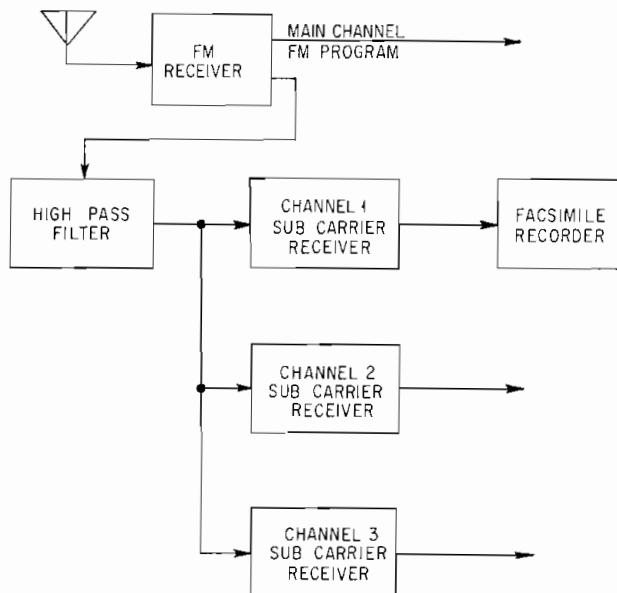 MAIN CHANNEL
FM PROGRAM
FM
RECEIVER
HIGH PASS
FILTER
CHANNEL 1
SUB CARRIER
RECEIVER
FACSIMILE
RECORDER
CHANNEL 2
SUB CARRIER
RECEIVER
CHANNEL 3
SUB CARRIER
RECEIVER